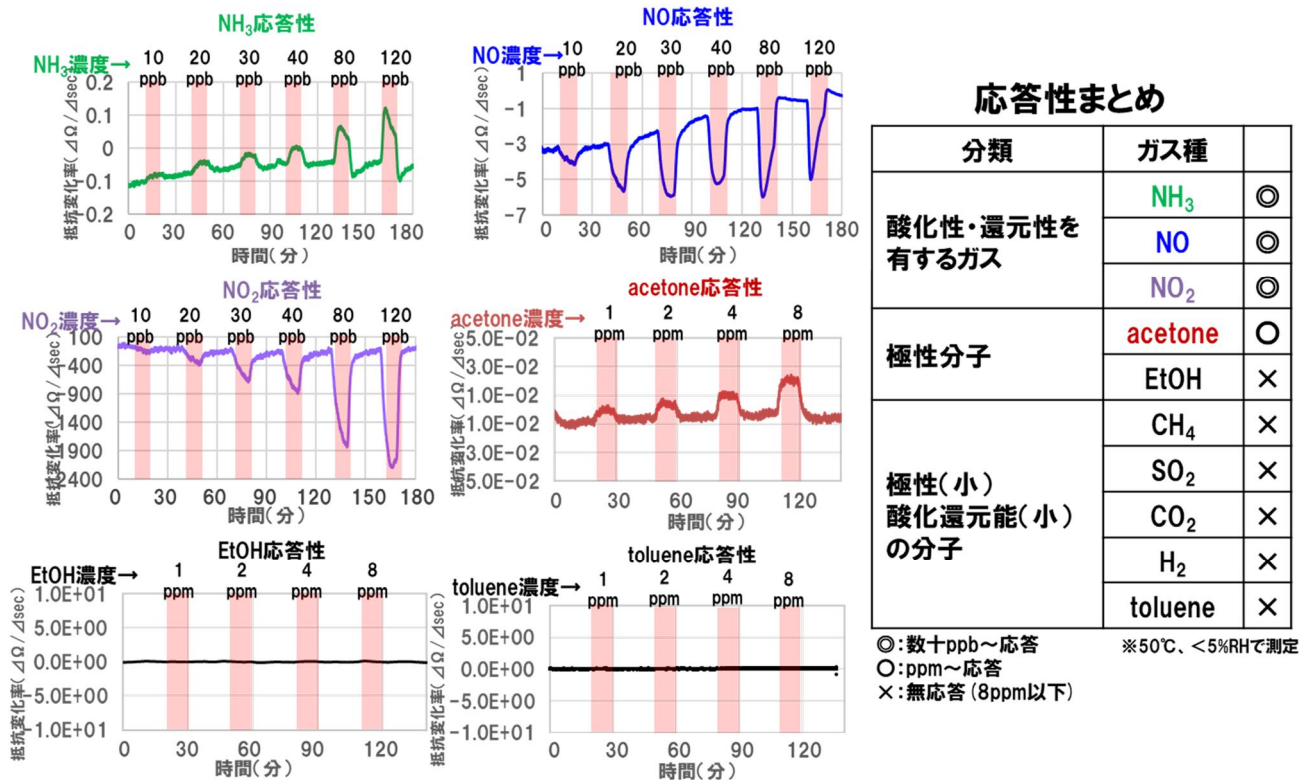 NH₃応答性
NH₃濃度→
10 ppb
20 ppb
30 ppb
40 ppb
80 ppb
120 ppb
抵抗変化率(⊿Ω/⊿sec)
0.2
0.1
0
-0.1
-0.2
0 30 60 90 120 150 180
時間(分)
NO応答性
NO濃度→
10 ppb
20 ppb
30 ppb
40 ppb
80 ppb
120 ppb
抵抗変化率(⊿Ω/⊿sec)
1
-1
-3
-5
-7
0 30 60 90 120 150 180
時間(分)
NO₂応答性
NO₂濃度→
10 ppb
20 ppb
30 ppb
40 ppb
80 ppb
120 ppb
抵抗変化率(⊿Ω/⊿sec)
100
400
900
1400
1900
2400
0 30 60 90 120 150 180
時間(分)
acetone応答性
acetone濃度→
1 ppm
2 ppm
4 ppm
8 ppm
抵抗変化率(⊿Ω/⊿sec)
5.0E-02
3.0E-02
1.0E-02
1.0E-02
3.0E-02
5.0E-02
0 30 60 90 120
時間(分)
EtOH応答性
EtOH濃度→
1 ppm
2 ppm
4 ppm
8 ppm
抵抗変化率(⊿Ω/⊿sec)
1.0E+01
5.0E+00
0.0E+00
-5.0E+00
-1.0E+01
0 30 60 90 120
時間(分)
toluene応答性
toluene濃度→
1 ppm
2 ppm
4 ppm
8 ppm
抵抗変化率(⊿Ω/⊿sec)
1.0E+01
5.0E+00
0.0E+00
-5.0E+00
-1.0E+01
0 30 60 90 120
時間(分)
応答性まとめ
分類 ガス種
酸化性・還元性を
有するガス
NH₃ ◎
NO ◎
NO₂ ◎
極性分子
acetone ○
EtOH ×
極性(小)
酸化還元能(小)
の分子
CH₄ ×
SO₂ ×
CO₂ ×
H₂ ×
toluene ×
◎:数十ppb～応答
○:ppm～応答
×:無応答(8ppm以下)
※50℃、<5%RHで測定